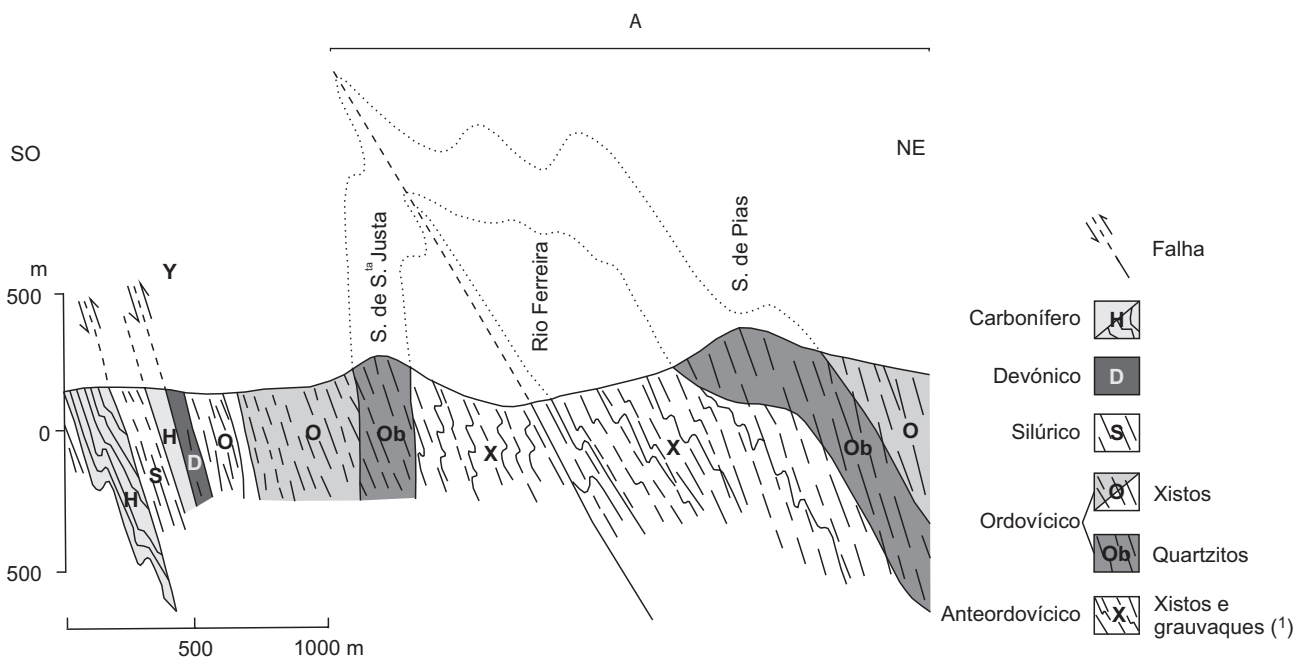 A
SO
NE
S. de S.ta Justa
Rio Ferreira
S. de Pias
m
Y
500
0
500
H
S
H
D
O
O
Ob
X
X
Ob
O
500
1000 m
Falha
Carbonífero
H
Devónico
D
Silúrico
S
Ordovícico
O
Xistos
Ob
Quartzitos
Anteordovícico
X
Xistos e
grauvaques (1)